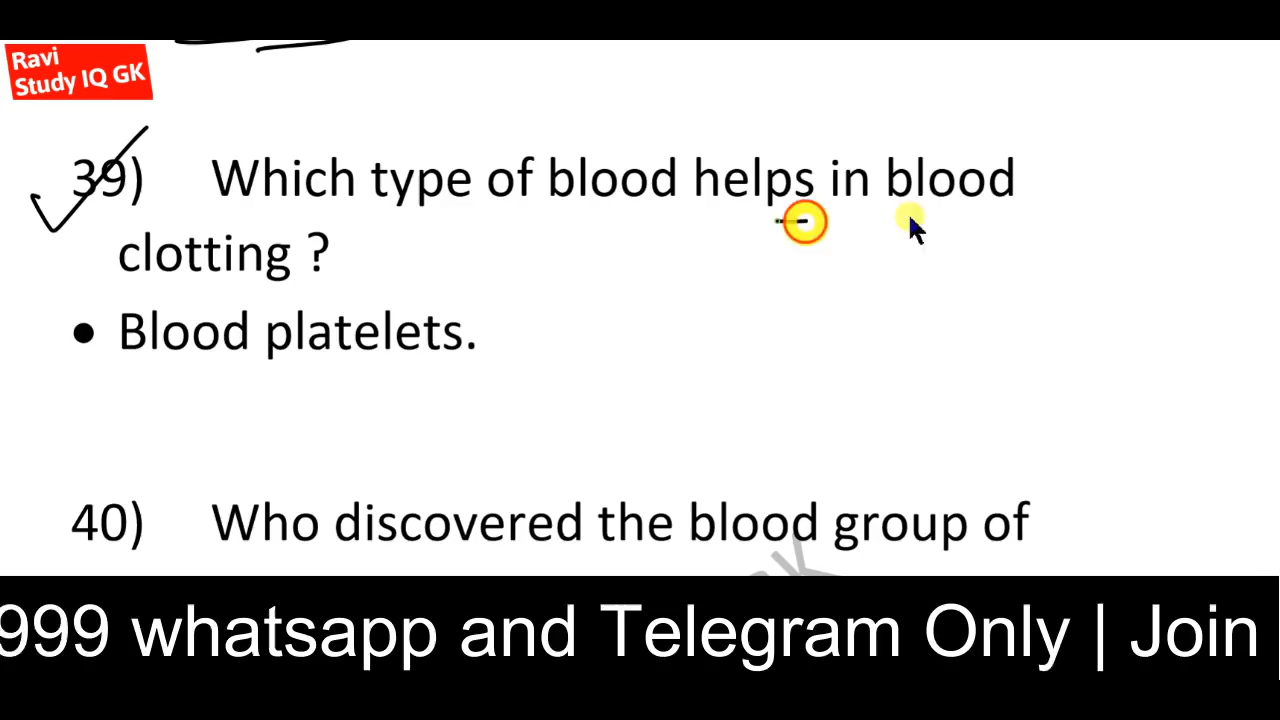 Ravi
Study IQ GK
39) Which type of blood helps in blood
clotting ?
• Blood platelets.
40) Who discovered the blood group of
GK
999 whatsapp and Telegram Only | Join